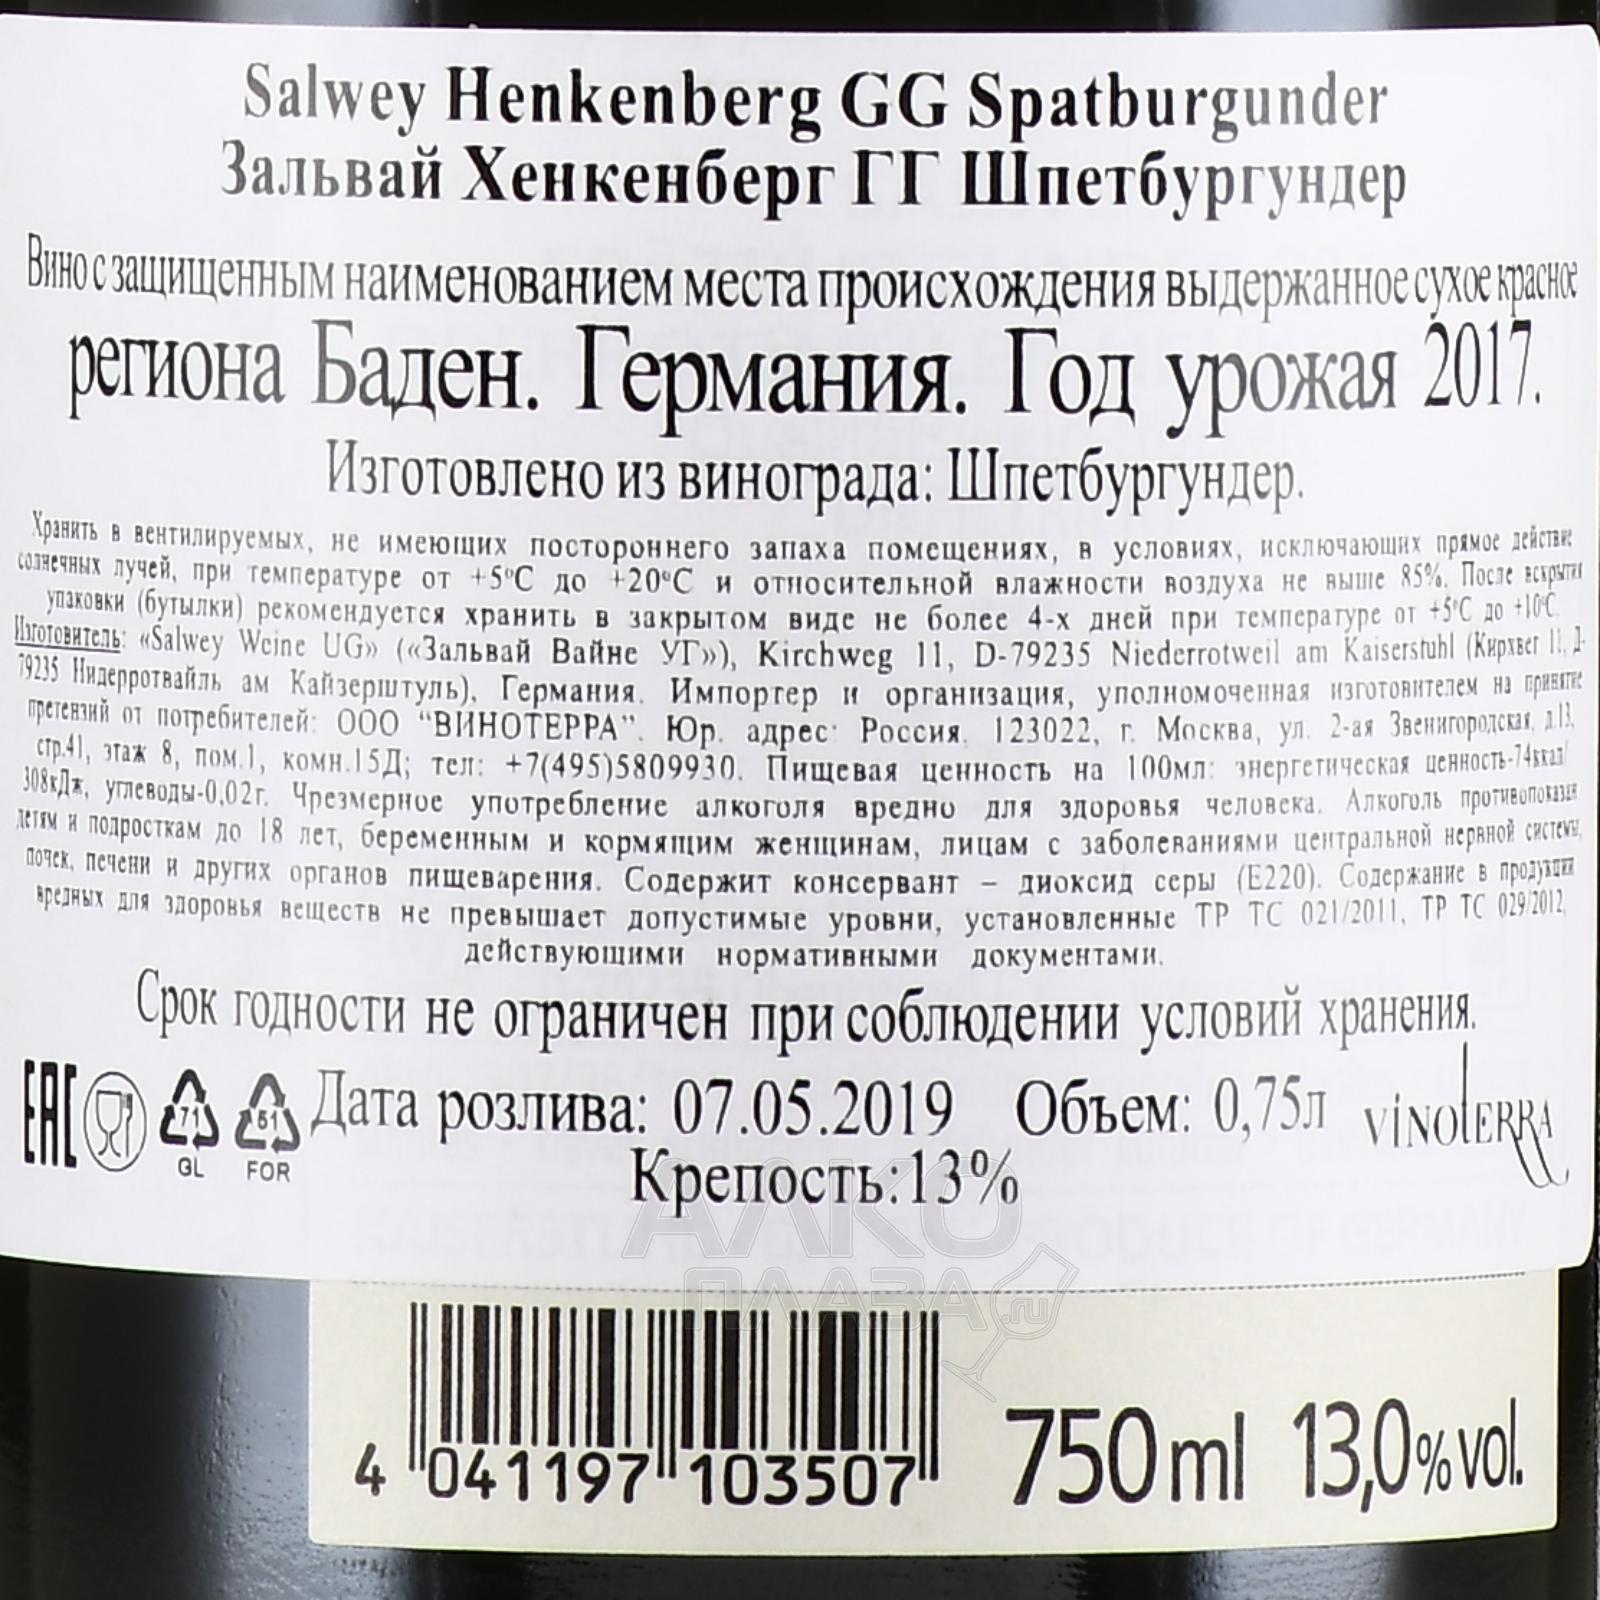 Salwey Henkenberg GG Spatburgunder
Зальвай Хенкенберг ГГ Шпетбургундер
Вино с защищенным наименованием места происхождения выдержанное сухое красное
региона Баден. Германия. Год урожая 2017.
Изготовлено из винограда: Шпетбургундер.
Хранить в вентилируемых, не имеющих постороннего запаха помещениях, в условиях, исключающих прямое действие
солнечных лучей, при температуре от +5°С до +20°С и относительной влажности воздуха не выше 85%. После вскрытия
упаковки (бутылки) рекомендуется хранить в закрытом виде не более 4-х дней при температуре от +5°С до +10°С.
Изготовитель: «Salwey Weine UG» («Зальвай Вайне УГ»), Kirchweg 11, D-79235 Niederrotweil am Kaiserstuhl (Кирхвег 11, Д-
79235 Нидерротвайль ам Кайзерштуль), Германия. Импортер и организация, уполномоченная изготовителем на принятие
претензий от потребителей: ООО "ВИНОТЕРРА". Юр. адрес: Россия, 123022, г. Москва, ул. 2-ая Звенигородская, д.13,
стр.41, этаж 8, пом.1, комн.15Д; тел: +7(495)5809930. Пищевая ценность на 100мл: энергетическая ценность-74ккал/
308кДж, углеводы-0,02г. Чрезмерное употребление алкоголя вредно для здоровья человека. Алкоголь противопоказан
детям и подросткам до 18 лет, беременным и кормящим женщинам, лицам с заболеваниями центральной нервной системы,
почек, печени и других органов пищеварения. Содержит консервант – диоксид серы (Е220). Содержание в продукции
вредных для здоровья веществ не превышает допустимые уровни, установленные ТР ТС 021/2011, ТР ТС 029/2012,
действующими нормативными документами.
Срок годности не ограничен при соблюдении условий хранения.
EAC 71 GL 51 FOR Дата розлива: 07.05.2019 Объем: 0,75л VINOTERRA
Крепость:13%
АЛКО
ПЛАЗА.ru
4 041197 103507 750ml 13,0%vol.